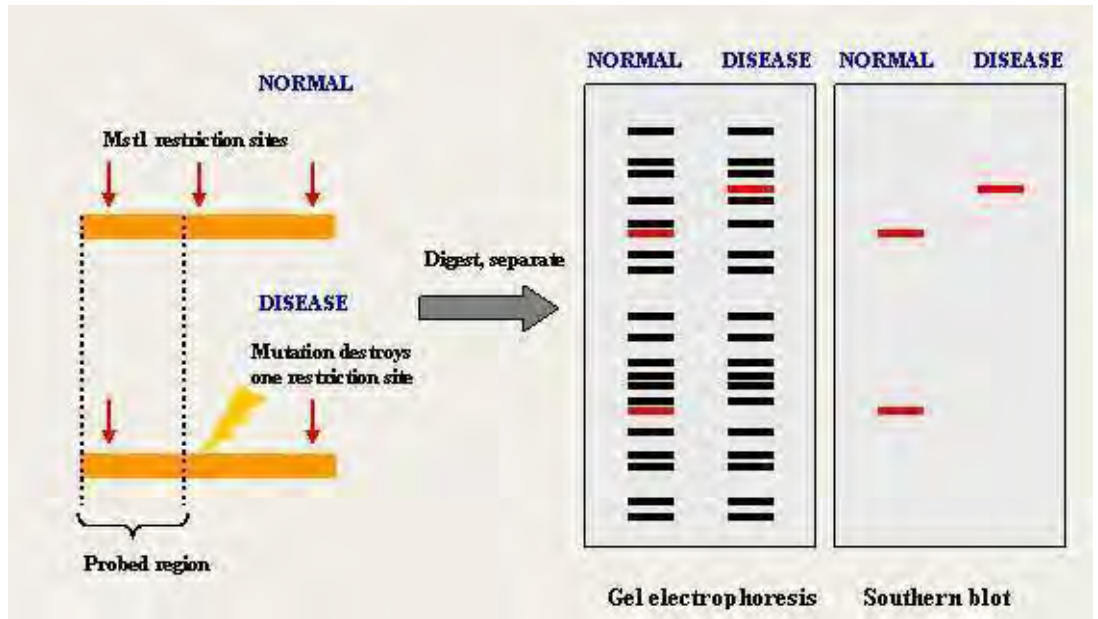 NORMAL
MstI restriction sites
DISEASE
Mutation destroys
one restriction site
Probed region
Digest, separate
NORMAL DISEASE NORMAL DISEASE
Gel electrophoresis Southern blot